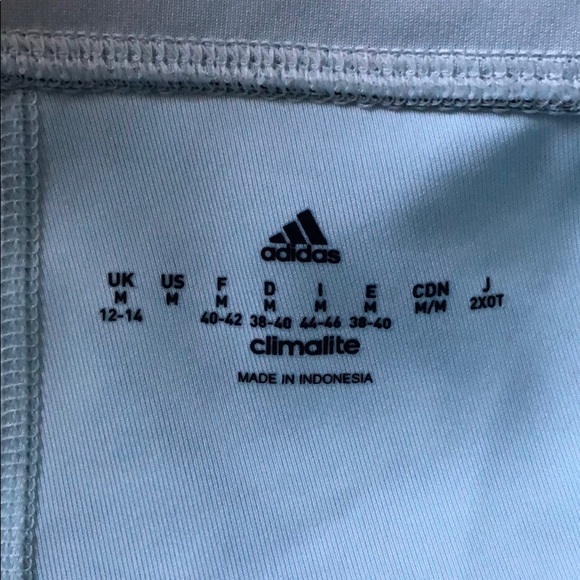 adidas
UK US F D I E CDN J
M M M M M M M/M 2XOT
12-14 40-42 38-40 44-46 38-40
climalite
MADE IN INDONESIA